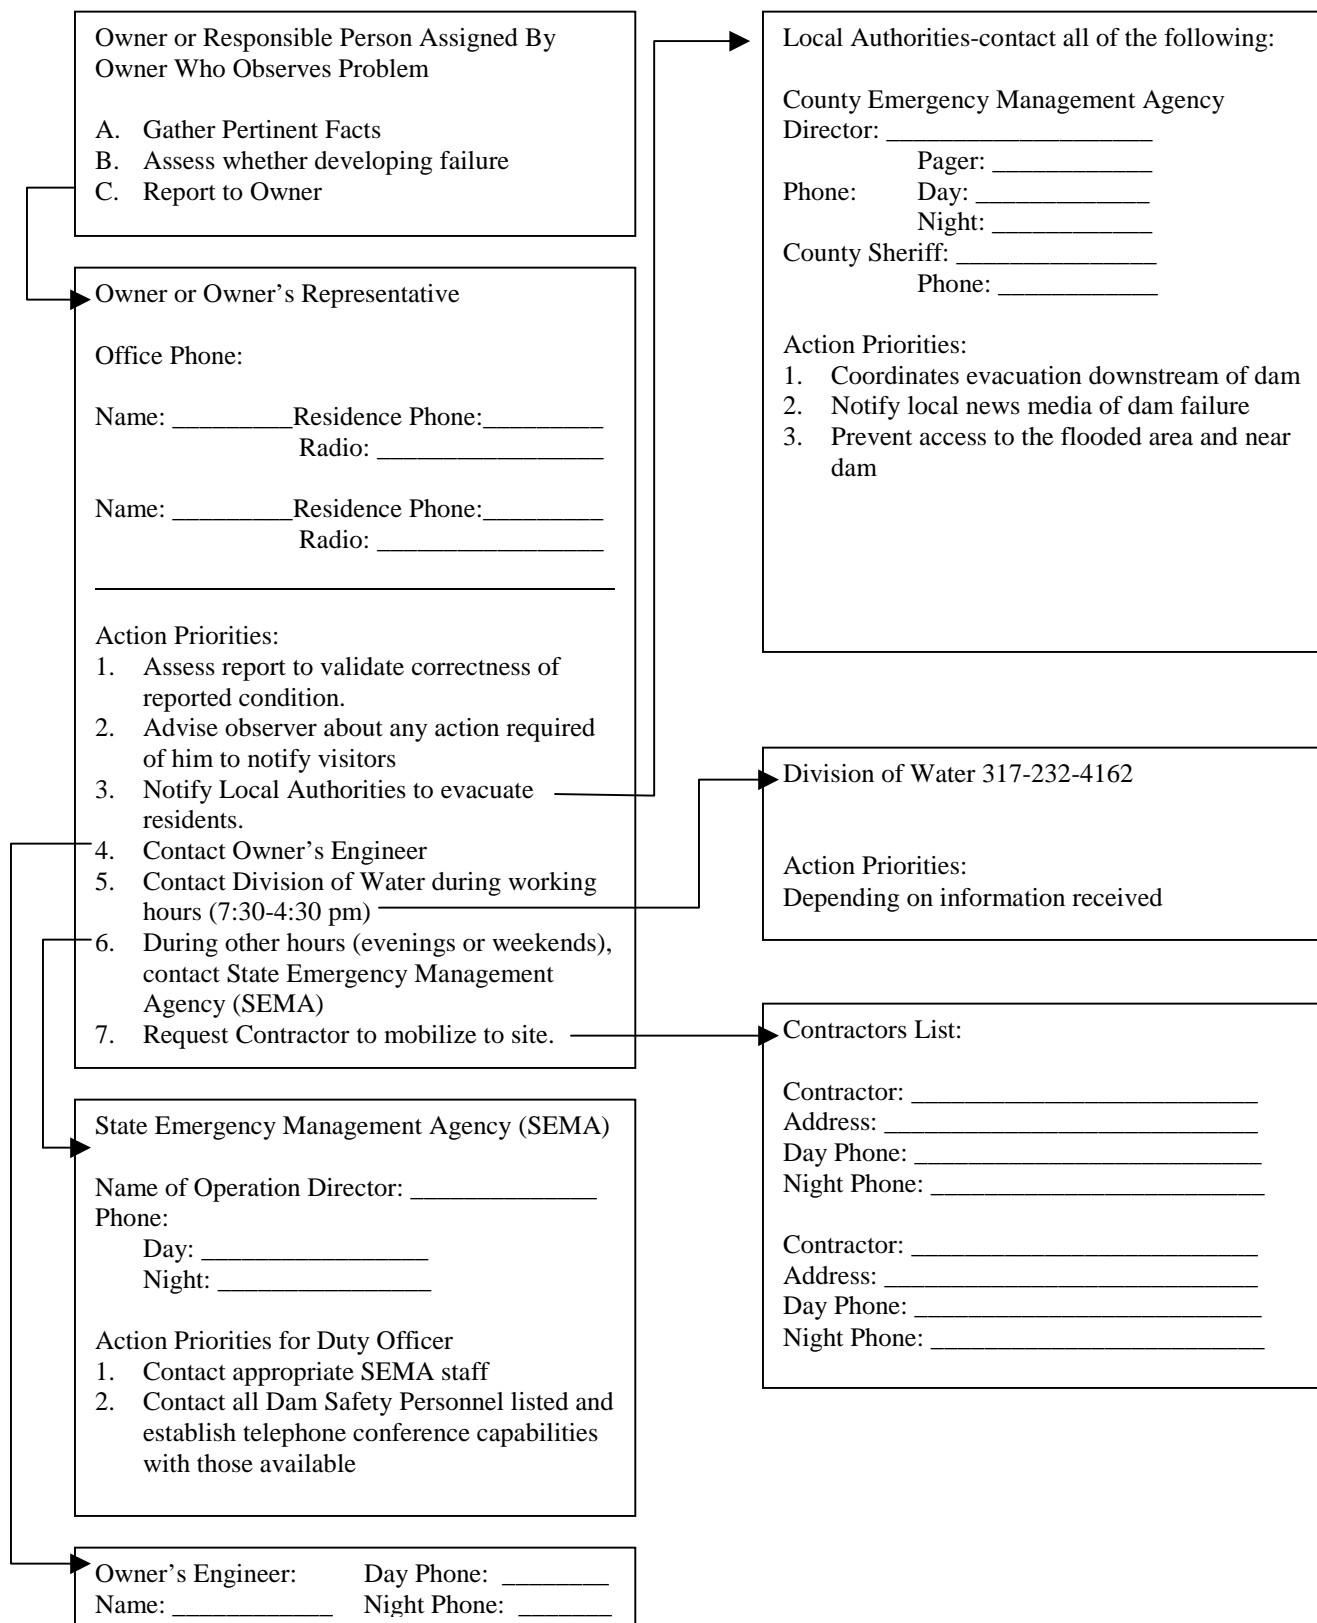 Owner or Responsible Person Assigned By
Owner Who Observes Problem
A. Gather Pertinent Facts
B. Assess whether developing failure
C. Report to Owner
Owner or Owner’s Representative
Office Phone:
Name: _________Residence Phone:_________
Radio: _________________
Name: _________Residence Phone:_________
Radio: _________________
Action Priorities:
1. Assess report to validate correctness of
reported condition.
2. Advise observer about any action required
of him to notify visitors
3. Notify Local Authorities to evacuate
residents.
4. Contact Owner’s Engineer
5. Contact Division of Water during working
hours (7:30-4:30 pm)
6. During other hours (evenings or weekends),
contact State Emergency Management
Agency (SEMA)
7. Request Contractor to mobilize to site.
State Emergency Management Agency (SEMA)
Name of Operation Director: ______________
Phone:
Day: _________________
Night: ________________
Action Priorities for Duty Officer
1. Contact appropriate SEMA staff
2. Contact all Dam Safety Personnel listed and
establish telephone conference capabilities
with those available
Owner’s Engineer: Day Phone: ________
Name: ____________ Night Phone: _______
Local Authorities-contact all of the following:
County Emergency Management Agency
Director: ____________________
Pager: ____________
Phone: Day: _____________
Night: ____________
County Sheriff: _______________
Phone: ____________
Action Priorities:
1. Coordinates evacuation downstream of dam
2. Notify local news media of dam failure
3. Prevent access to the flooded area and near
dam
Division of Water 317-232-4162
Action Priorities:
Depending on information received
Contractors List:
Contractor: __________________________
Address: ____________________________
Day Phone: __________________________
Night Phone: _________________________
Contractor: __________________________
Address: ____________________________
Day Phone: __________________________
Night Phone: _________________________